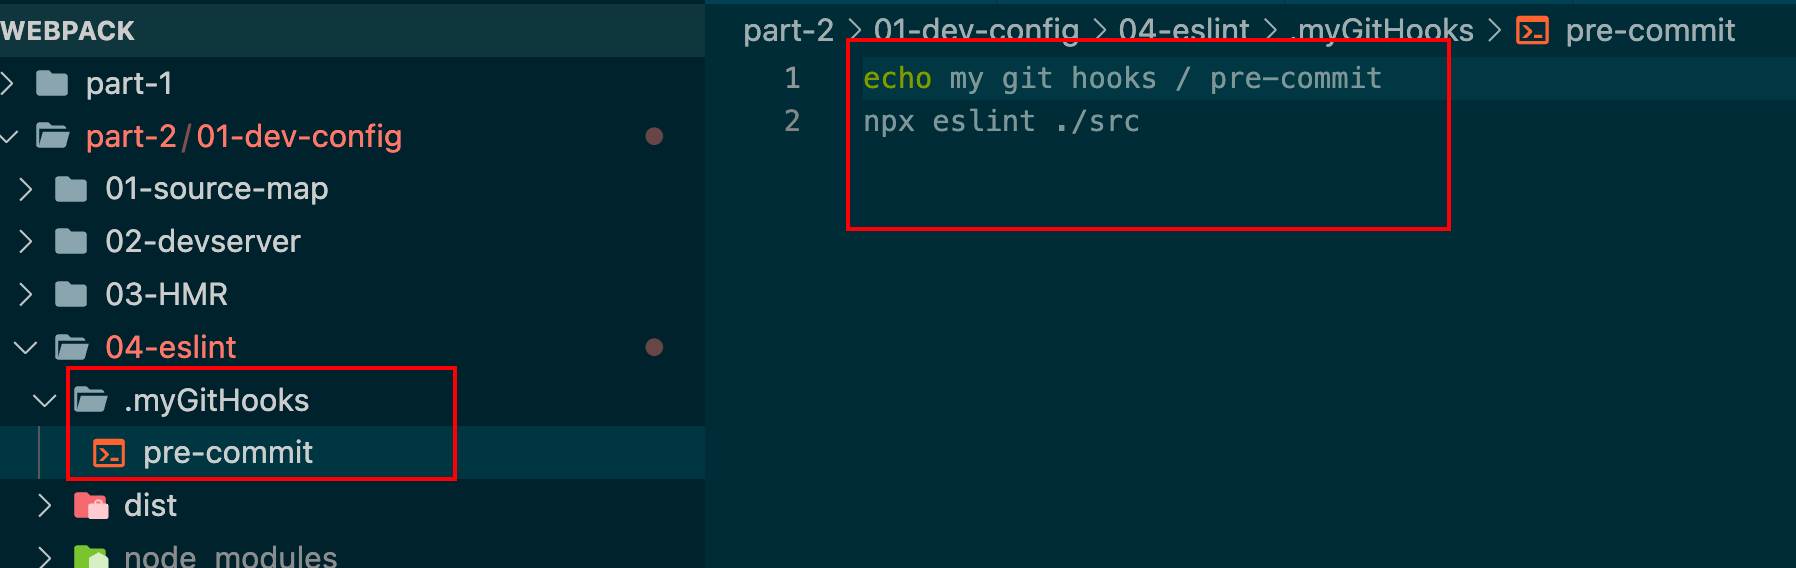 WEBPACK
part-1
part-2/01-dev-config
01-source-map
02-devserver
03-HMR
04-eslint
.myGitHooks
pre-commit
dist
node_modules
part-2 > 01-dev-config > 04-eslint > .myGitHooks > pre-commit
1 echo my git hooks / pre-commit
2 npx eslint ./src